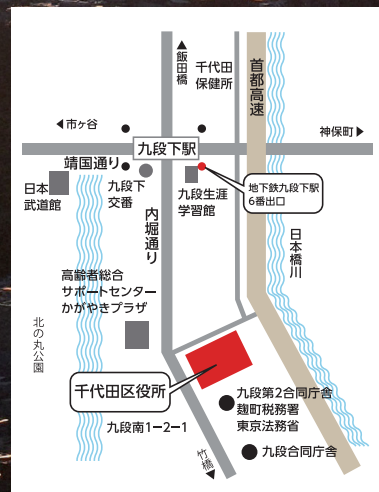 ▲飯田橋
千代田
保健所
首都高速
◀市ヶ谷
神保町▶
九段下駅
靖国通り
日本
武道館
九段下
交番
九段生涯
学習館
地下鉄九段下駅
6番出口
内堀通り
日本橋川
高齢者総合
サポートセンター
かがやきプラザ
北の丸公園
千代田区役所
九段南1−2−1
九段第2合同庁舎
麹町税務署
東京法務省
九段合同庁舎
竹橋▼